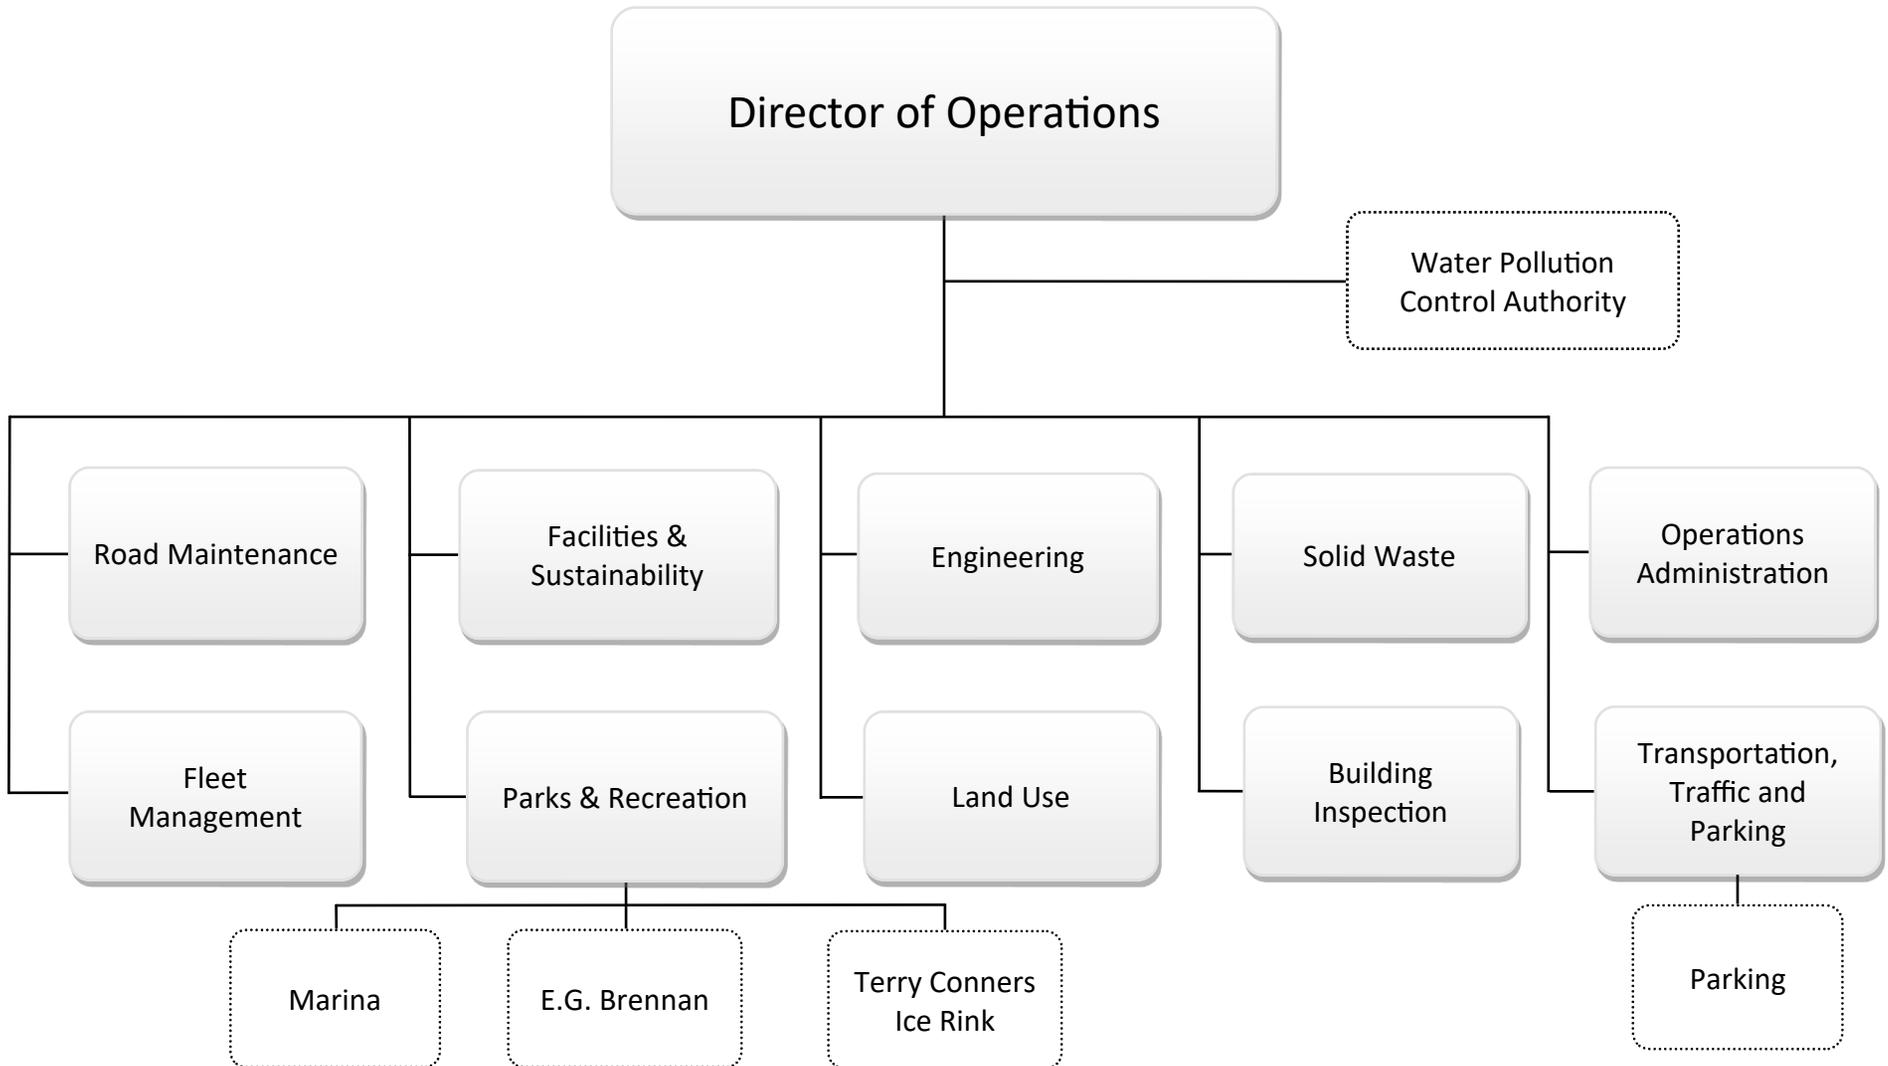 Director of Operations
Water Pollution
Control Authority
Road Maintenance
Facilities &
Sustainability
Engineering
Solid Waste
Operations
Administration
Fleet
Management
Parks & Recreation
Land Use
Building
Inspection
Transportation,
Traffic and
Parking
Marina
E.G. Brennan
Terry Conners
Ice Rink
Parking